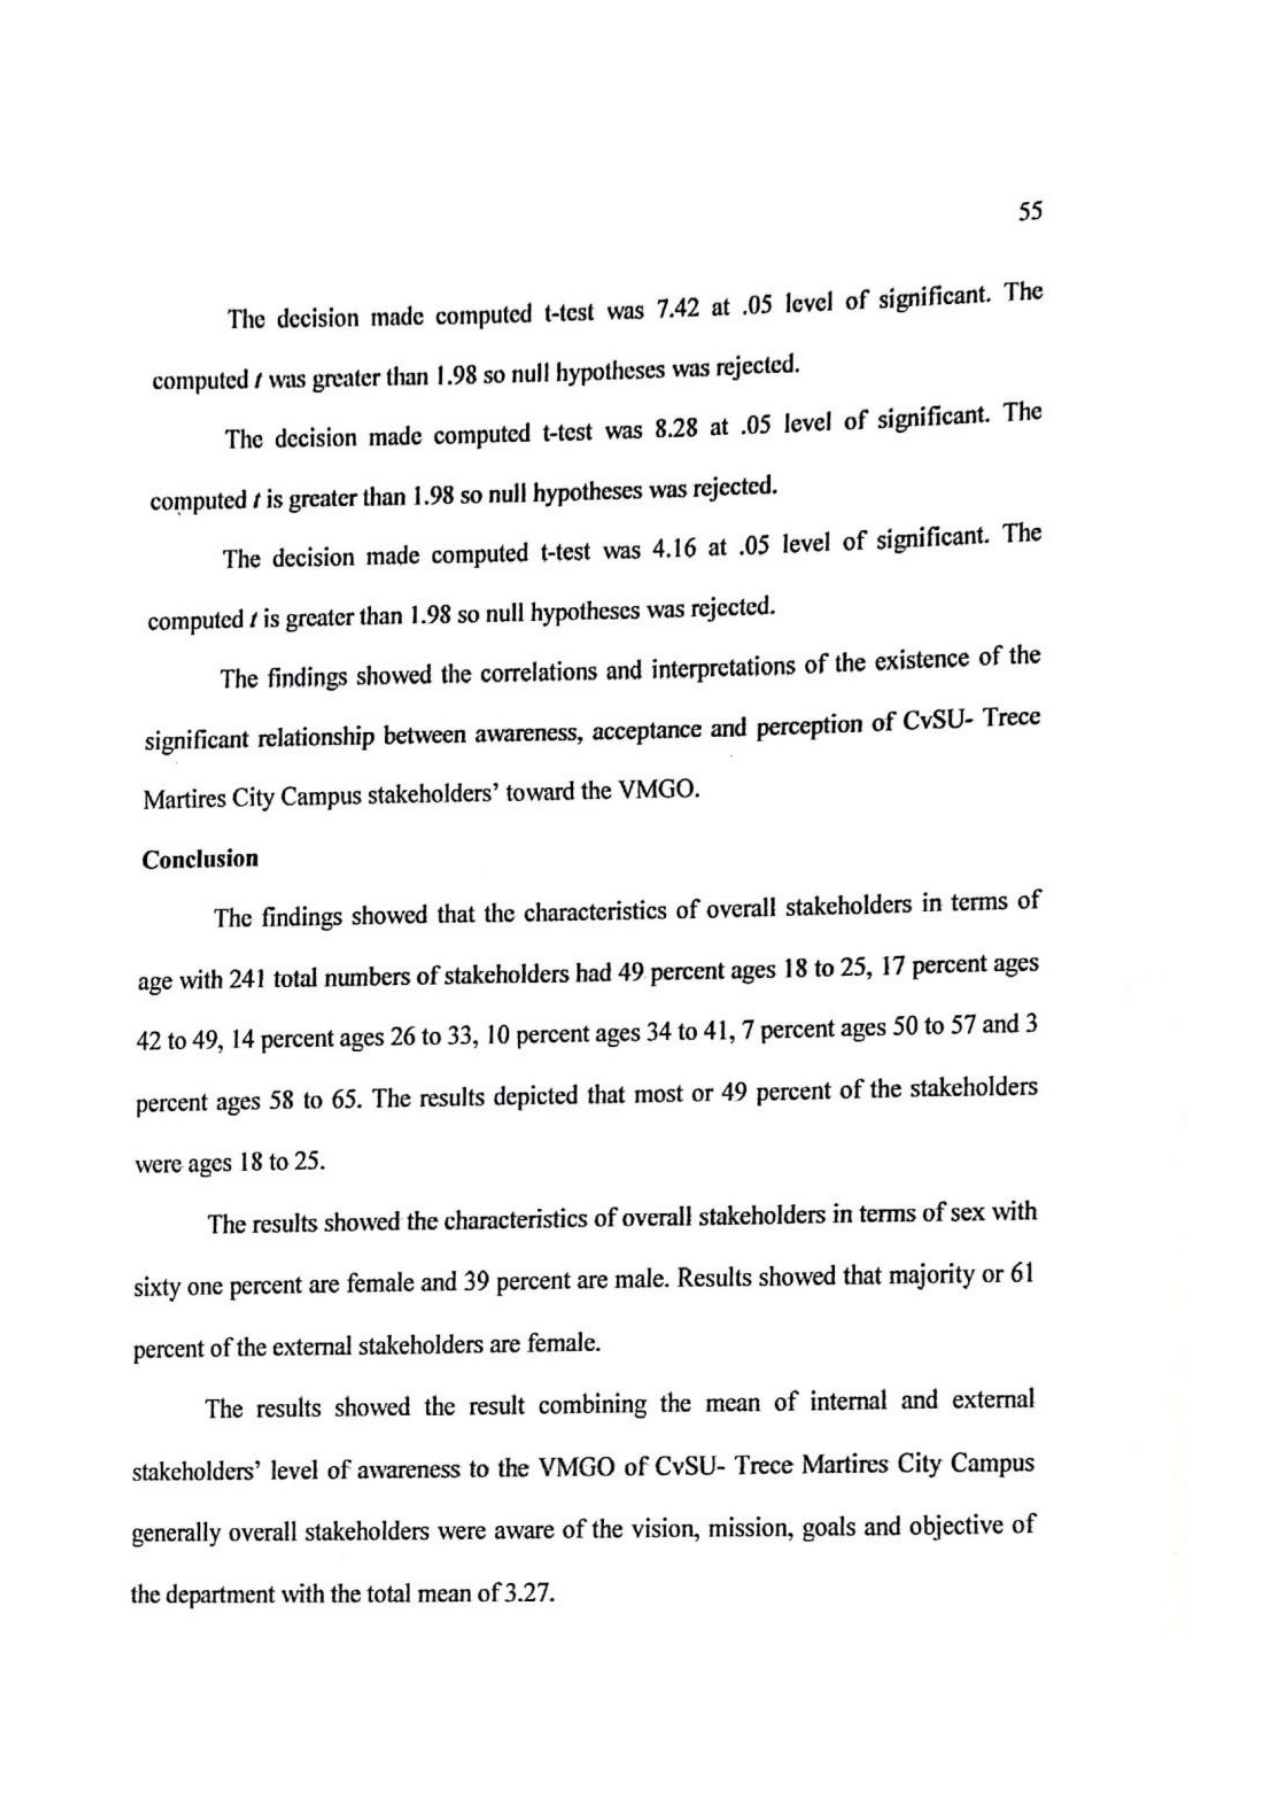 55
The decision made computed t-test was 7.42 at .05 level of significant. The
computed t was greater than 1.98 so null hypotheses was rejected.
The decision made computed t-test was 8.28 at .05 level of significant. The
computed t is greater than 1.98 so null hypotheses was rejected.
The decision made computed t-test was 4.16 at .05 level of significant. The
computed t is greater than 1.98 so null hypotheses was rejected.
The findings showed the correlations and interpretations of the existence of the
significant relationship between awareness, acceptance and perception of CvSU- Trece
Martires City Campus stakeholders’ toward the VMGO.
Conclusion
The findings showed that the characteristics of overall stakeholders in terms of
age with 241 total numbers of stakeholders had 49 percent ages 18 to 25, 17 percent ages
42 to 49, 14 percent ages 26 to 33, 10 percent ages 34 to 41, 7 percent ages 50 to 57 and 3
percent ages 58 to 65. The results depicted that most or 49 percent of the stakeholders
were ages 18 to 25.
The results showed the characteristics of overall stakeholders in terms of sex with
sixty one percent are female and 39 percent are male. Results showed that majority or 61
percent of the external stakeholders are female.
The results showed the result combining the mean of internal and external
stakeholders’ level of awareness to the VMGO of CvSU- Trece Martires City Campus
generally overall stakeholders were aware of the vision, mission, goals and objective of
the department with the total mean of 3.27.